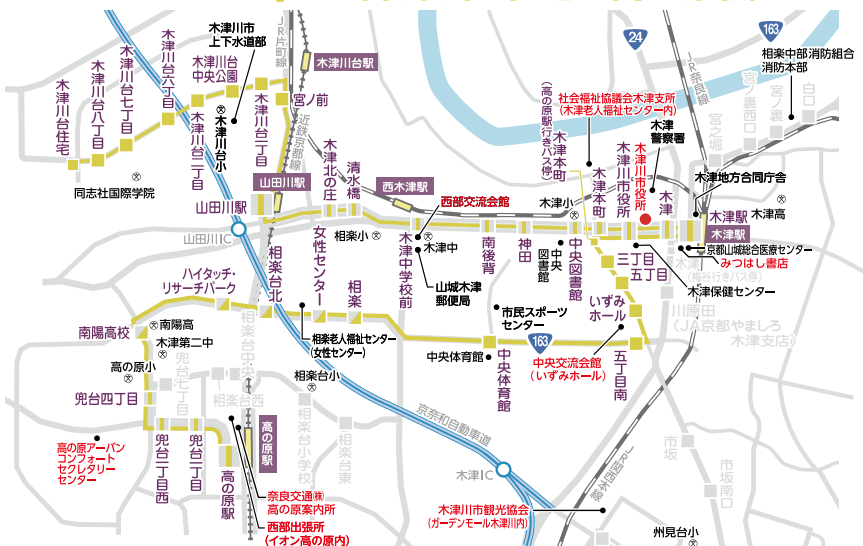 木津川市
上下水道部
JR片町線
木津川台駅
24
163
相楽中部消防組合
消防本部
JR奈良線
宮ノ裏
宮ノ裏西口
白口
宮之堀
木津川台住宅
木津川台八丁目
木津川台七丁目
木津川台六丁目
木津川台
中央公園
木津川台小
木津川台二丁目
木津川台一丁目
宮ノ前
近鉄京都線
同志社国際学院
社会福祉協議会木津支所
(木津老人福祉センター内)
木津本町
(高の原駅行きバス停)
木津
警察署
木津地方合同庁舎
山田川駅
山田川駅
山田川IC
木津北の庄
清水橋
西木津駅
西部交流会館
相楽小
木津中
木津中学校前
山城木津
郵便局
木津小
南後背
神田
中央
図書館
中央図書館
木津本町
木津川市役所
木津川市役所
木津
木津駅
木津駅
木津高
京都山城総合医療センター
みつはし書店
三丁目
五丁目
木津保健センター
川原田
(JA京都やましろ
木津支店)
いずみ
ホール
市民スポーツ
センター
中央体育館
中央体育館
163
中央交流会館
(いずみホール)
五丁目南
ハイタッチ・
リサーチパーク
相楽台北
女性センター
相楽
相楽老人福祉センター
(女性センター)
南陽高校
南陽高
木津第二中
高の原小
兜台七丁目
相楽台中央
相楽台西
相楽台小
相楽台小学校
相楽台東
兜台四丁目
兜台二丁目西
兜台二丁目
高の原駅
高の原駅
高の原アーバン
コンフォート
セクレタリー
センター
奈良交通㈱
高の原案内所
西部出張所
(イオン高の原内)
京奈和自動車道
木津IC
JR関西本線
市坂
市坂南口
木津川市観光協会
(ガーデンモール木津川内)
州見台小